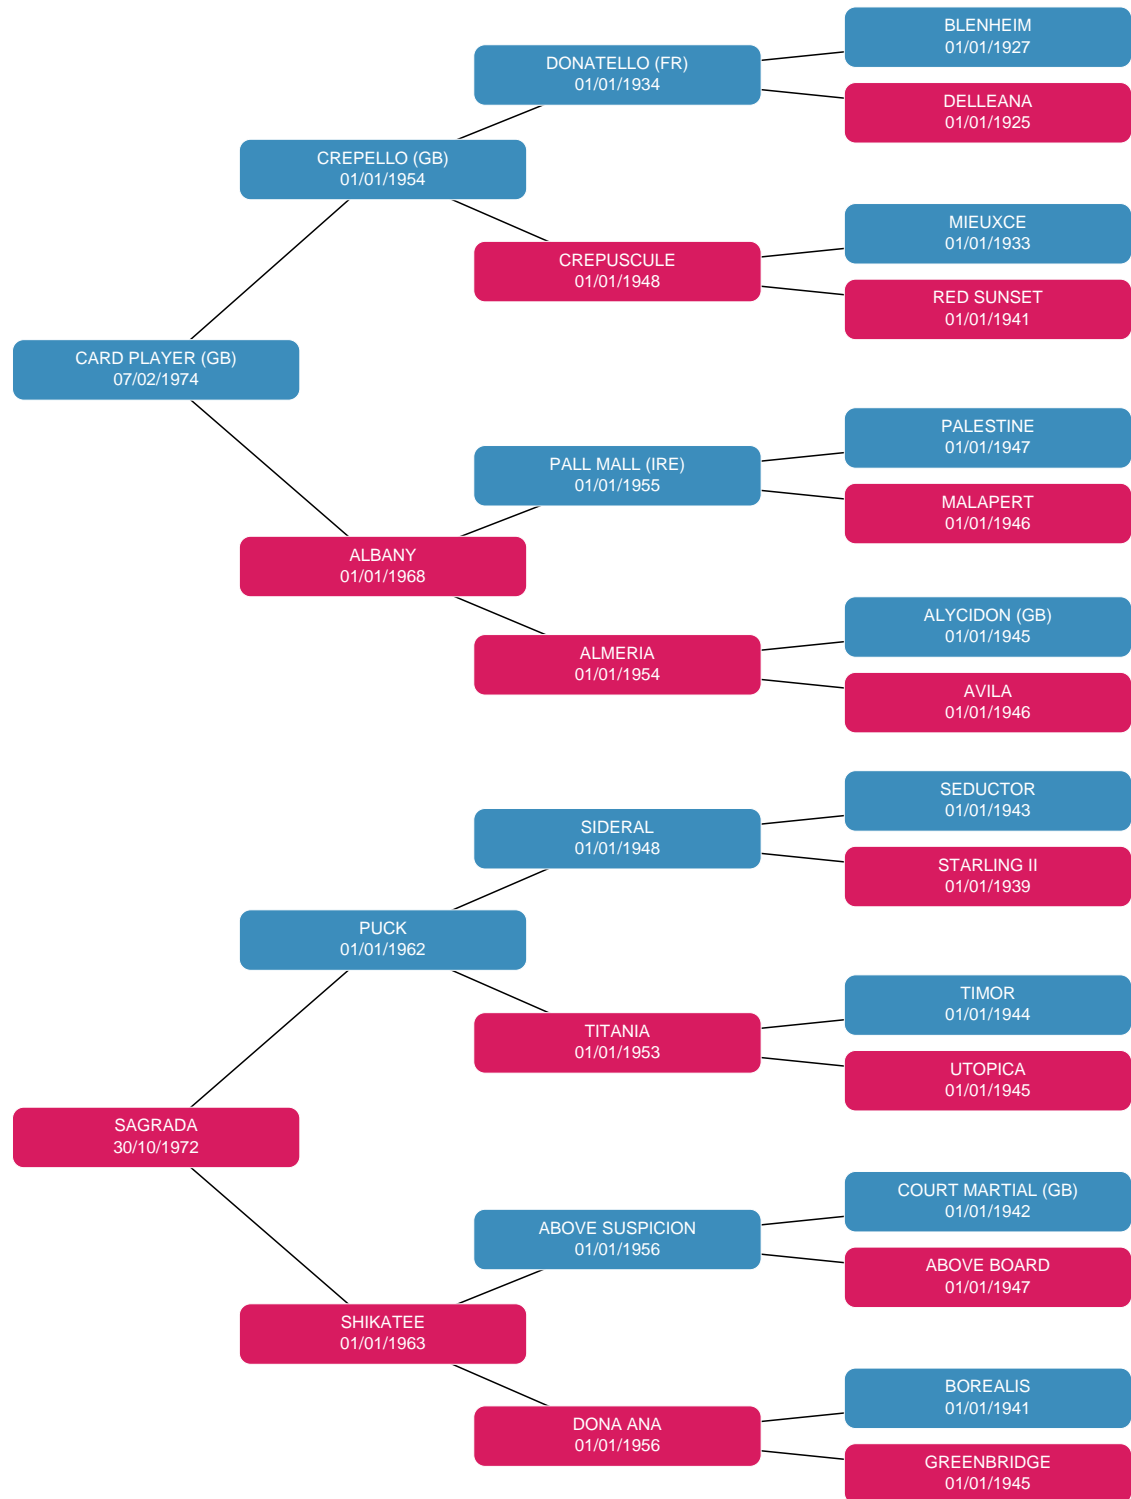 BLENHEIM
01/01/1927
DONATELLO (FR)
01/01/1934
DELLEANA
01/01/1925
CREPELLO (GB)
01/01/1954
MIEUXCE
01/01/1933
CREPUSCULE
01/01/1948
RED SUNSET
01/01/1941
CARD PLAYER (GB)
07/02/1974
PALESTINE
01/01/1947
PALL MALL (IRE)
01/01/1955
MALAPERT
01/01/1946
ALBANY
01/01/1968
ALYCIDON (GB)
01/01/1945
ALMERIA
01/01/1954
AVILA
01/01/1946
SEDUCTOR
01/01/1943
SIDERAL
01/01/1948
STARLING II
01/01/1939
PUCK
01/01/1962
TIMOR
01/01/1944
TITANIA
01/01/1953
UTOPICA
01/01/1945
SAGRADA
30/10/1972
COURT MARTIAL (GB)
01/01/1942
ABOVE SUSPICION
01/01/1956
ABOVE BOARD
01/01/1947
SHIKATEE
01/01/1963
BOREALIS
01/01/1941
DONA ANA
01/01/1956
GREENBRIDGE
01/01/1945